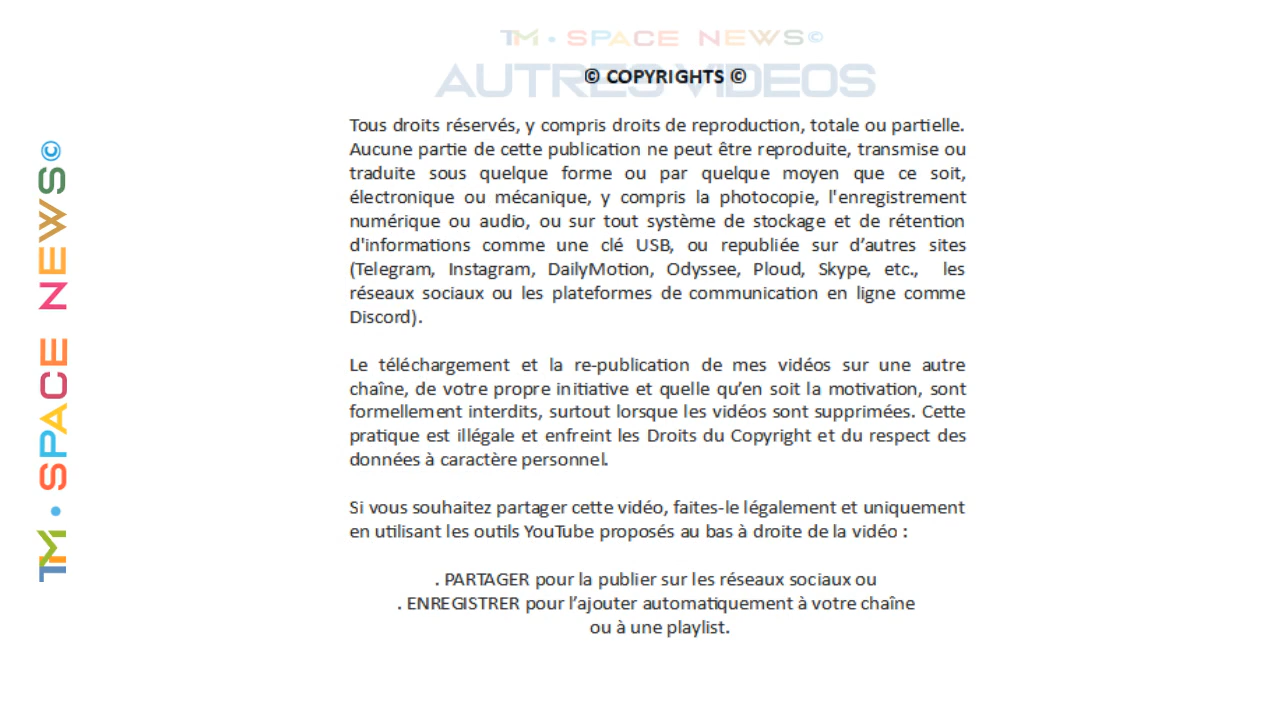 TM • SPACE NEWS©
AUTRES VIDEOS
© COPYRIGHTS ©
Tous droits réservés, y compris droits de reproduction, totale ou partielle.
Aucune partie de cette publication ne peut être reproduite, transmise ou
traduite sous quelque forme ou par quelque moyen que ce soit,
électronique ou mécanique, y compris la photocopie, l'enregistrement
numérique ou audio, ou sur tout système de stockage et de rétention
d'informations comme une clé USB, ou republiée sur d’autres sites
(Telegram, Instagram, DailyMotion, Odyssee, Ploud, Skype, etc., les
réseaux sociaux ou les plateformes de communication en ligne comme
Discord).
Le téléchargement et la re-publication de mes vidéos sur une autre
chaîne, de votre propre initiative et quelle qu’en soit la motivation, sont
formellement interdits, surtout lorsque les vidéos sont supprimées. Cette
pratique est illégale et enfreint les Droits du Copyright et du respect des
données à caractère personnel.
Si vous souhaitez partager cette vidéo, faites-le légalement et uniquement
en utilisant les outils YouTube proposés au bas à droite de la vidéo :
. PARTAGER pour la publier sur les réseaux sociaux ou
. ENREGISTRER pour l’ajouter automatiquement à votre chaîne
ou à une playlist.
TM • SPACE NEWS©